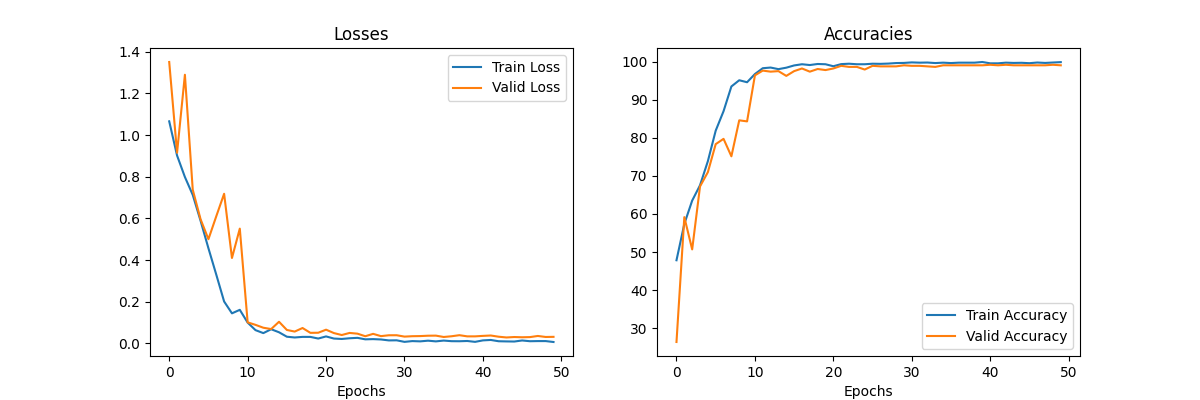 Losses
1.4
1.2
1.0
0.8
0.6
0.4
0.2
0.0
0 10 20 30 40 50
Epochs
Train Loss
Valid Loss
Accuracies
100
90
80
70
60
50
40
30
0 10 20 30 40 50
Epochs
Train Accuracy
Valid Accuracy